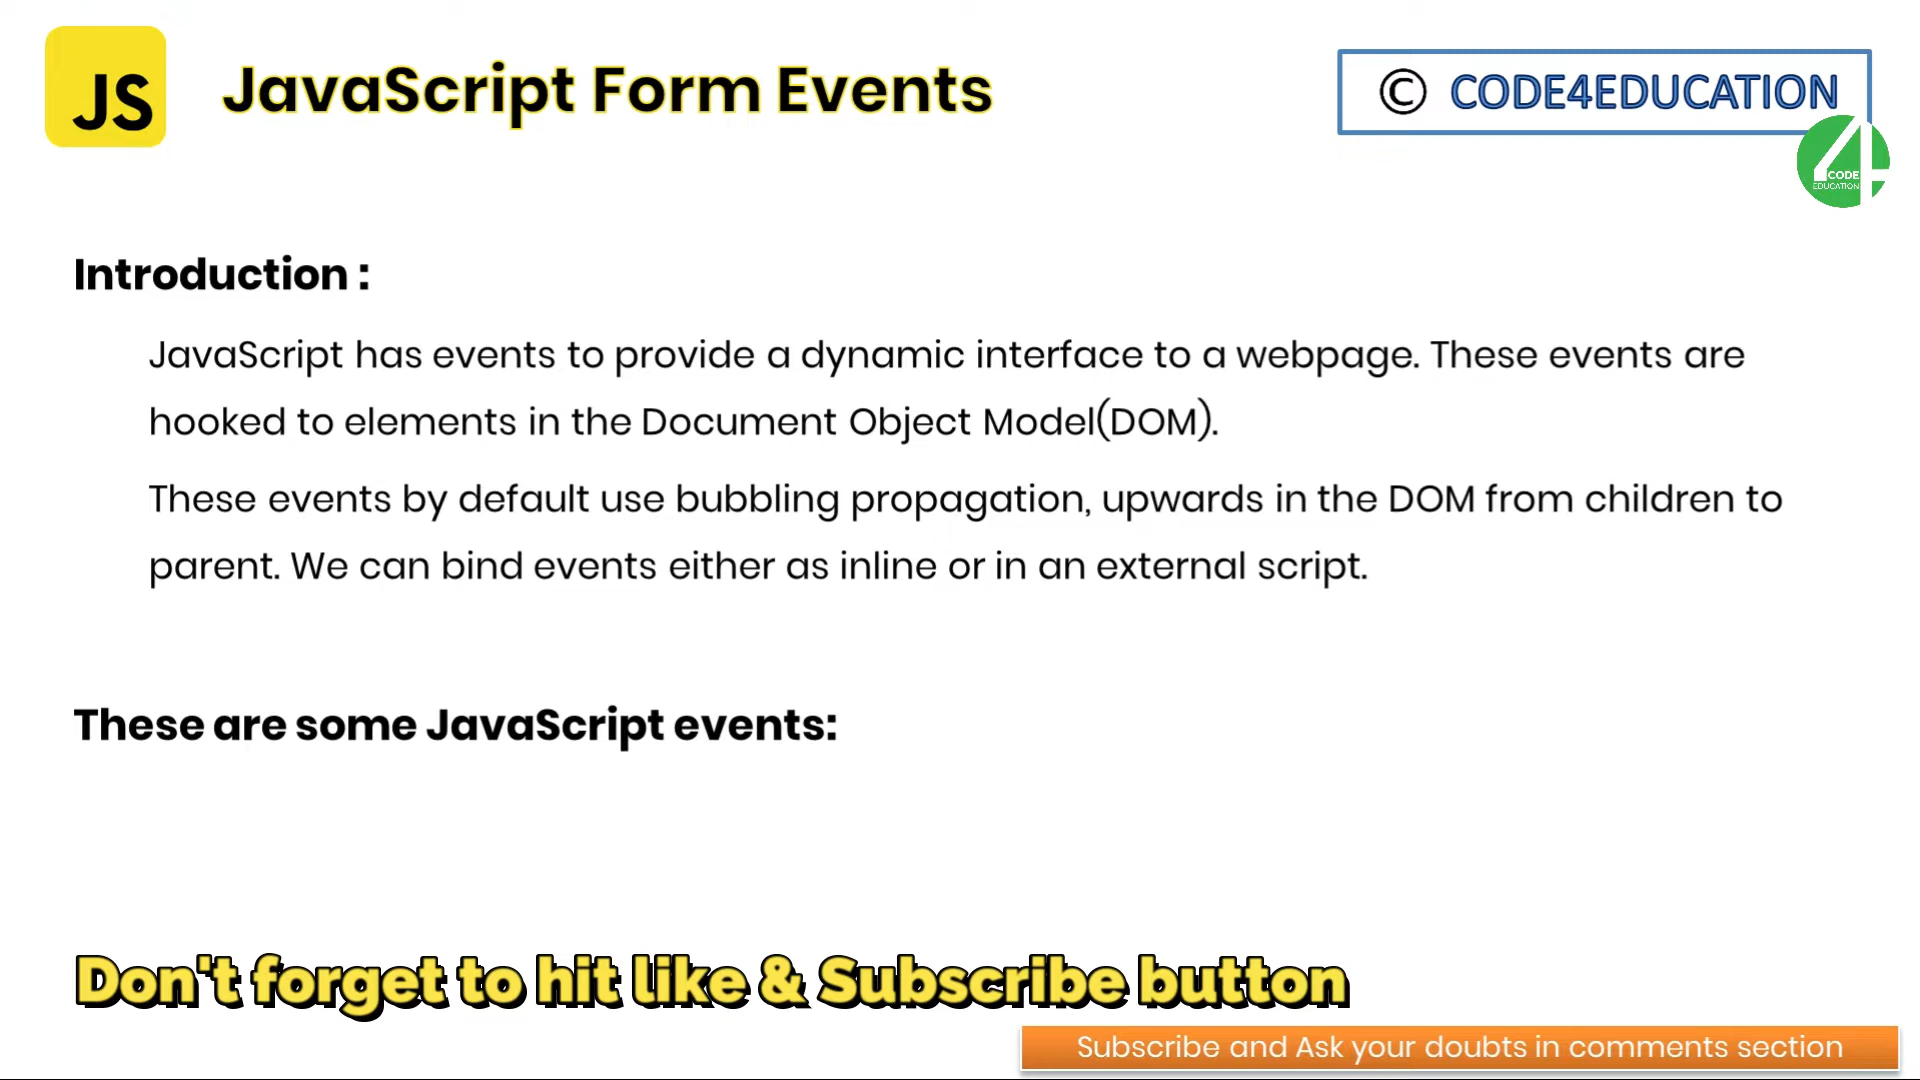 JS
JavaScript Form Events
© CODE4EDUCATION
4
CODE
EDUCATION
Introduction :
JavaScript has events to provide a dynamic interface to a webpage. These events are
hooked to elements in the Document Object Model(DOM).
These events by default use bubbling propagation, upwards in the DOM from children to
parent. We can bind events either as inline or in an external script.
These are some JavaScript events:
Don't forget to hit like & Subscribe button
Subscribe and Ask your doubts in comments section